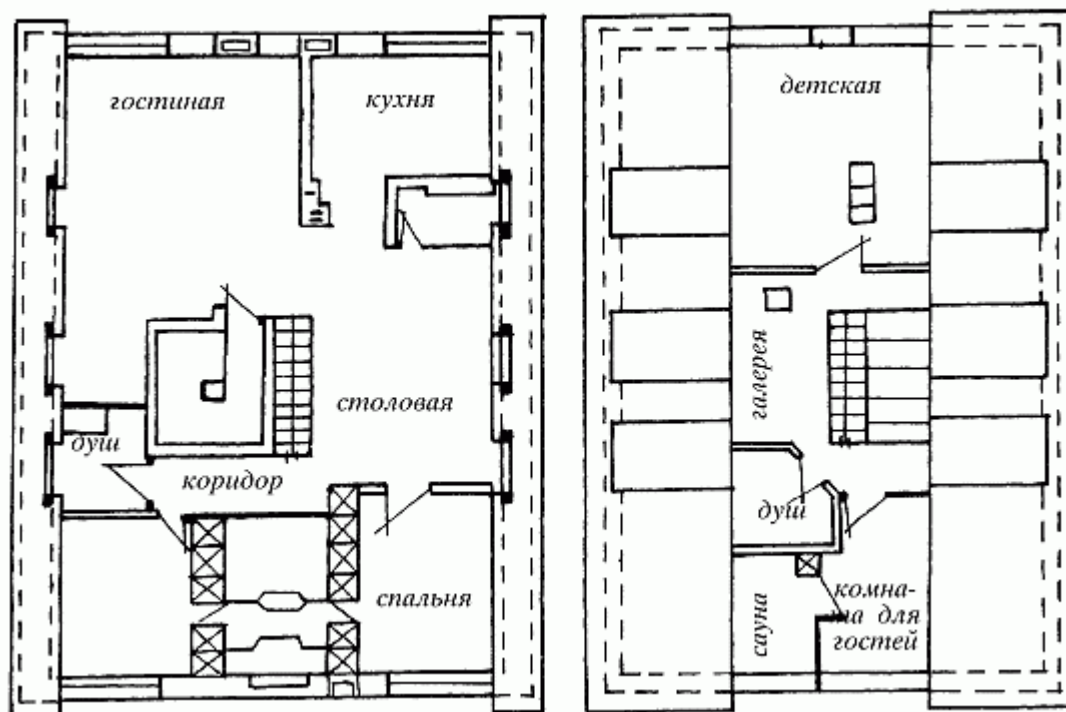 гостиная
кухня
столовая
душ
коридор
спальня
детская
галерея
душ
сауна
комна-
та для
гостей